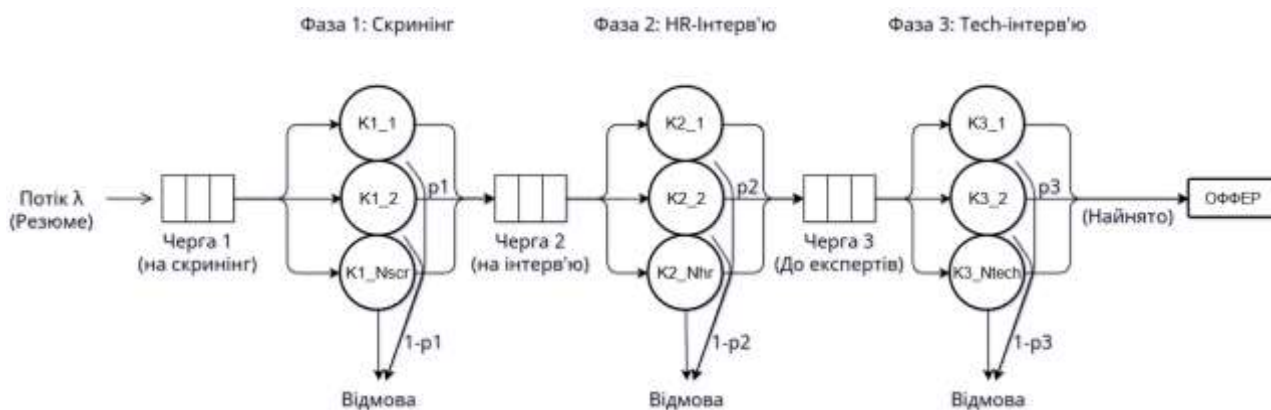 Фаза 1: Скринінг
Фаза 2: HR-Інтерв'ю
Фаза 3: Tech-інтерв'ю
Потік λ
(Резюме)
Черга 1
(на скринінг)
K1_1
K1_2
K1_Nscr
p1
1-p1
Відмова
Черга 2
(на інтерв'ю)
K2_1
K2_2
K2_Nhr
p2
1-p2
Відмова
Черга 3
(До експертів)
K3_1
K3_2
K3_Ntech
p3
1-p3
Відмова
(Найнято)
ОФФЕР